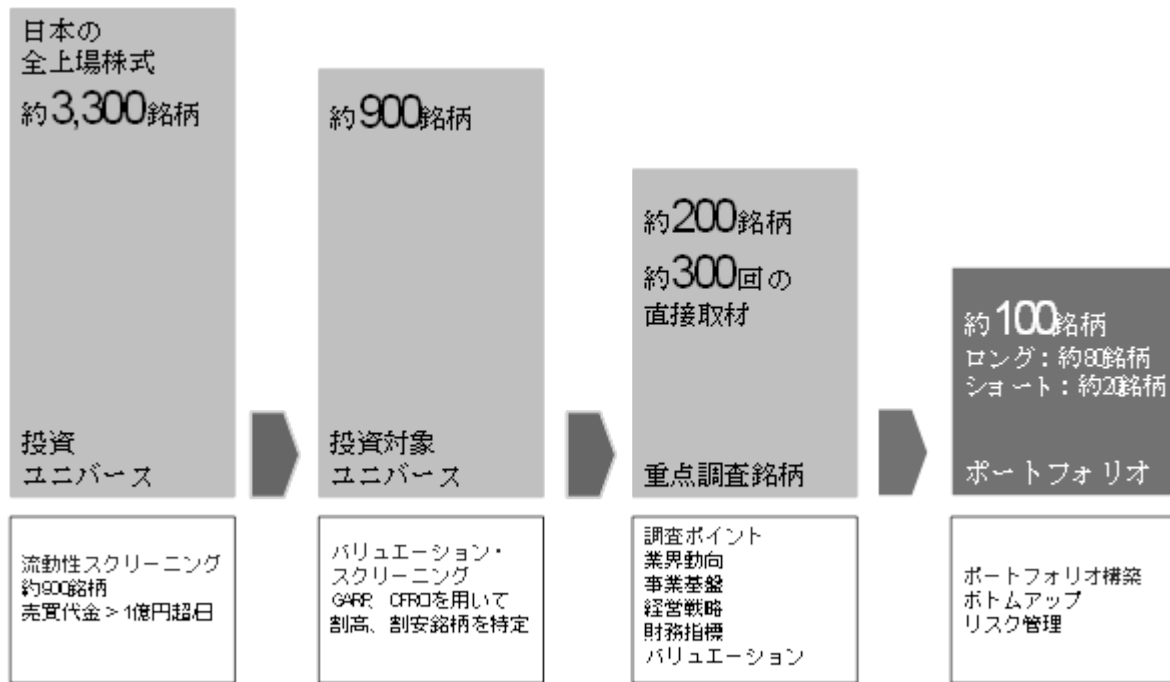 日本の
全上場株式
約3,300銘柄
投資
ユニバース
約900銘柄
投資対象
ユニバース
約200銘柄
約300回の
直接取材
重点調査銘柄
約100銘柄
ロング：約80銘柄
ショート：約20銘柄
ポートフォリオ
流動性スクリーニング
約900銘柄
売買代金＞1億円超/日
バリュエーション・
スクリーニング
GARP、CFROIを用いて
割高、割安銘柄を特定
調査ポイント
業界動向
事業基盤
経営戦略
財務指標
バリュエーション
ポートフォリオ構築
ボトムアップ
リスク管理